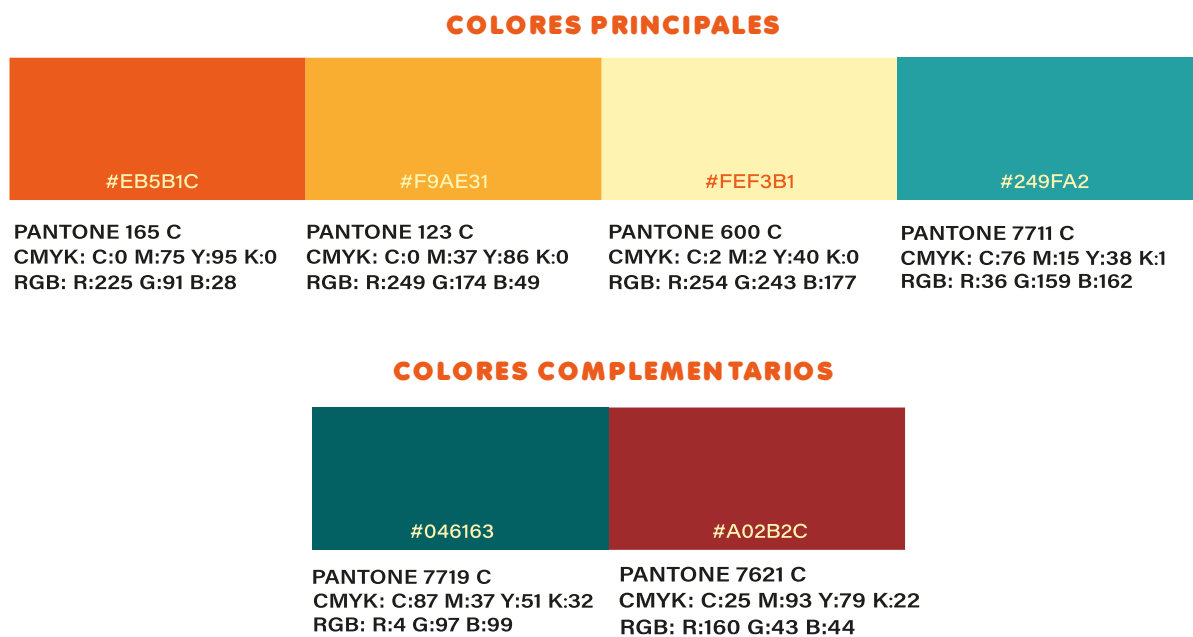 COLORES PRINCIPALES
#EB5B1C
#F9AE31
#FEF3B1
#249FA2
PANTONE 165 C
CMYK: C:0 M:75 Y:95 K:0
RGB: R:225 G:91 B:28
PANTONE 123 C
CMYK: C:0 M:37 Y:86 K:0
RGB: R:249 G:174 B:49
PANTONE 600 C
CMYK: C:2 M:2 Y:40 K:0
RGB: R:254 G:243 B:177
PANTONE 7711 C
CMYK: C:76 M:15 Y:38 K:1
RGB: R:36 G:159 B:162
COLORES COMPLEMENTARIOS
#046163
#A02B2C
PANTONE 7719 C
CMYK: C:87 M:37 Y:51 K:32
RGB: R:4 G:97 B:99
PANTONE 7621 C
CMYK: C:25 M:93 Y:79 K:22
RGB: R:160 G:43 B:44